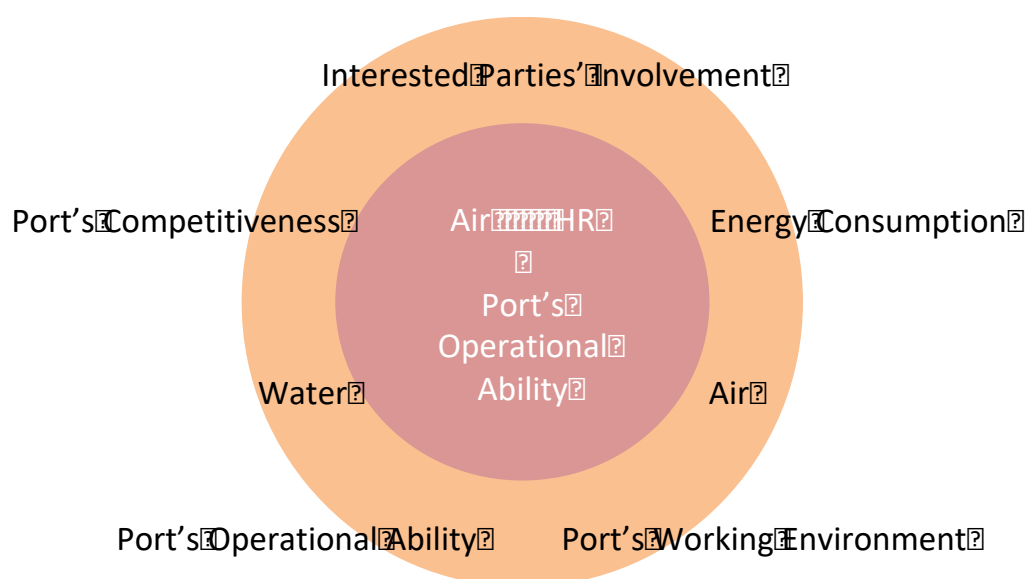 Interested Parties’ Involvement
Port's Competitiveness
Air HR
Energy Consumption
Port’s
Operational
Ability
Water
Air
Port’s Operational Ability
Port’s Working Environment